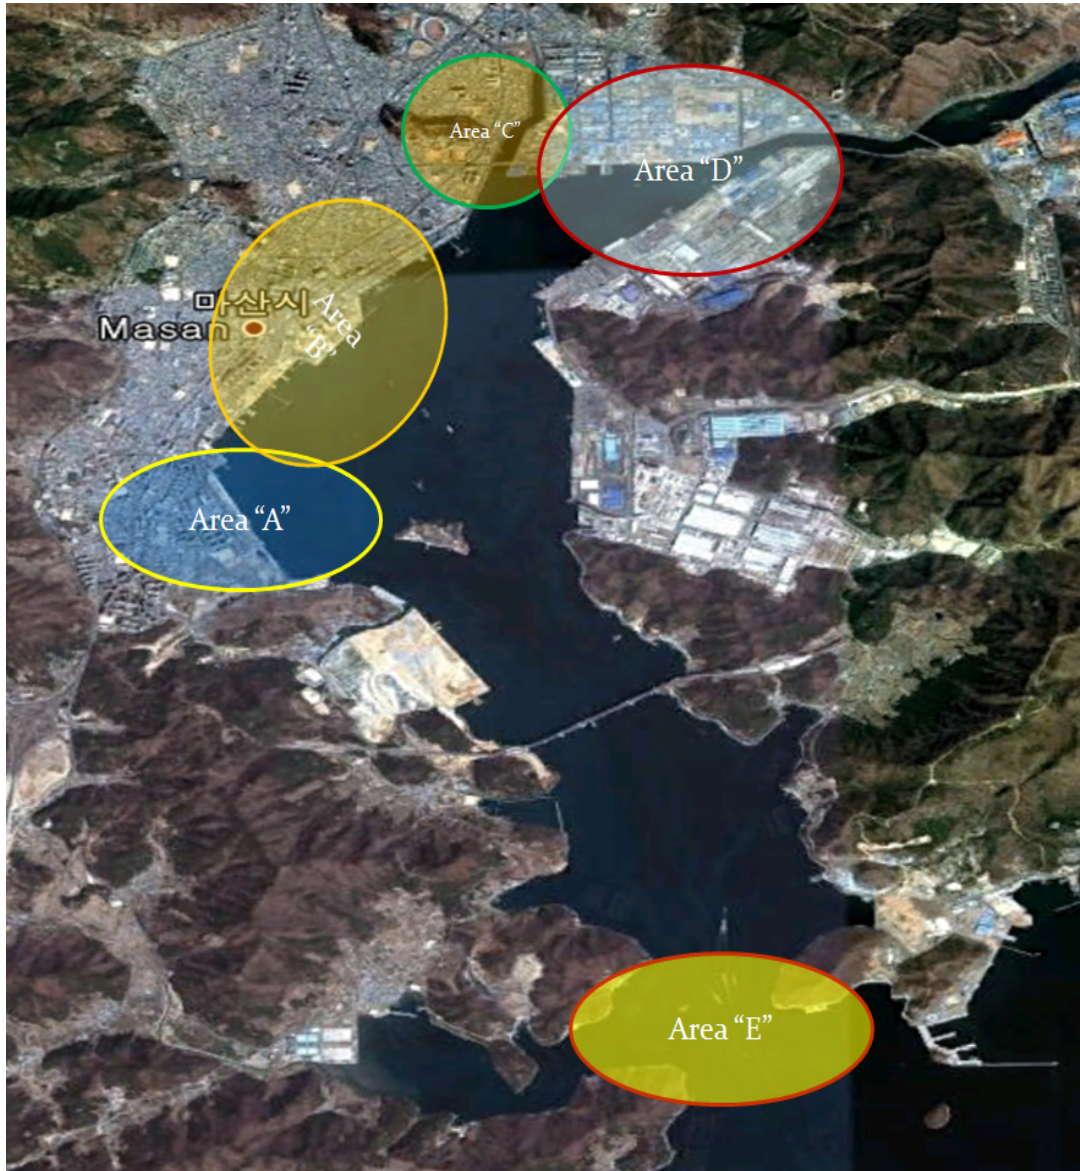 Area “C”
Area “D”
마산시
Masan
Area
“B”
Area “A”
Area “E”